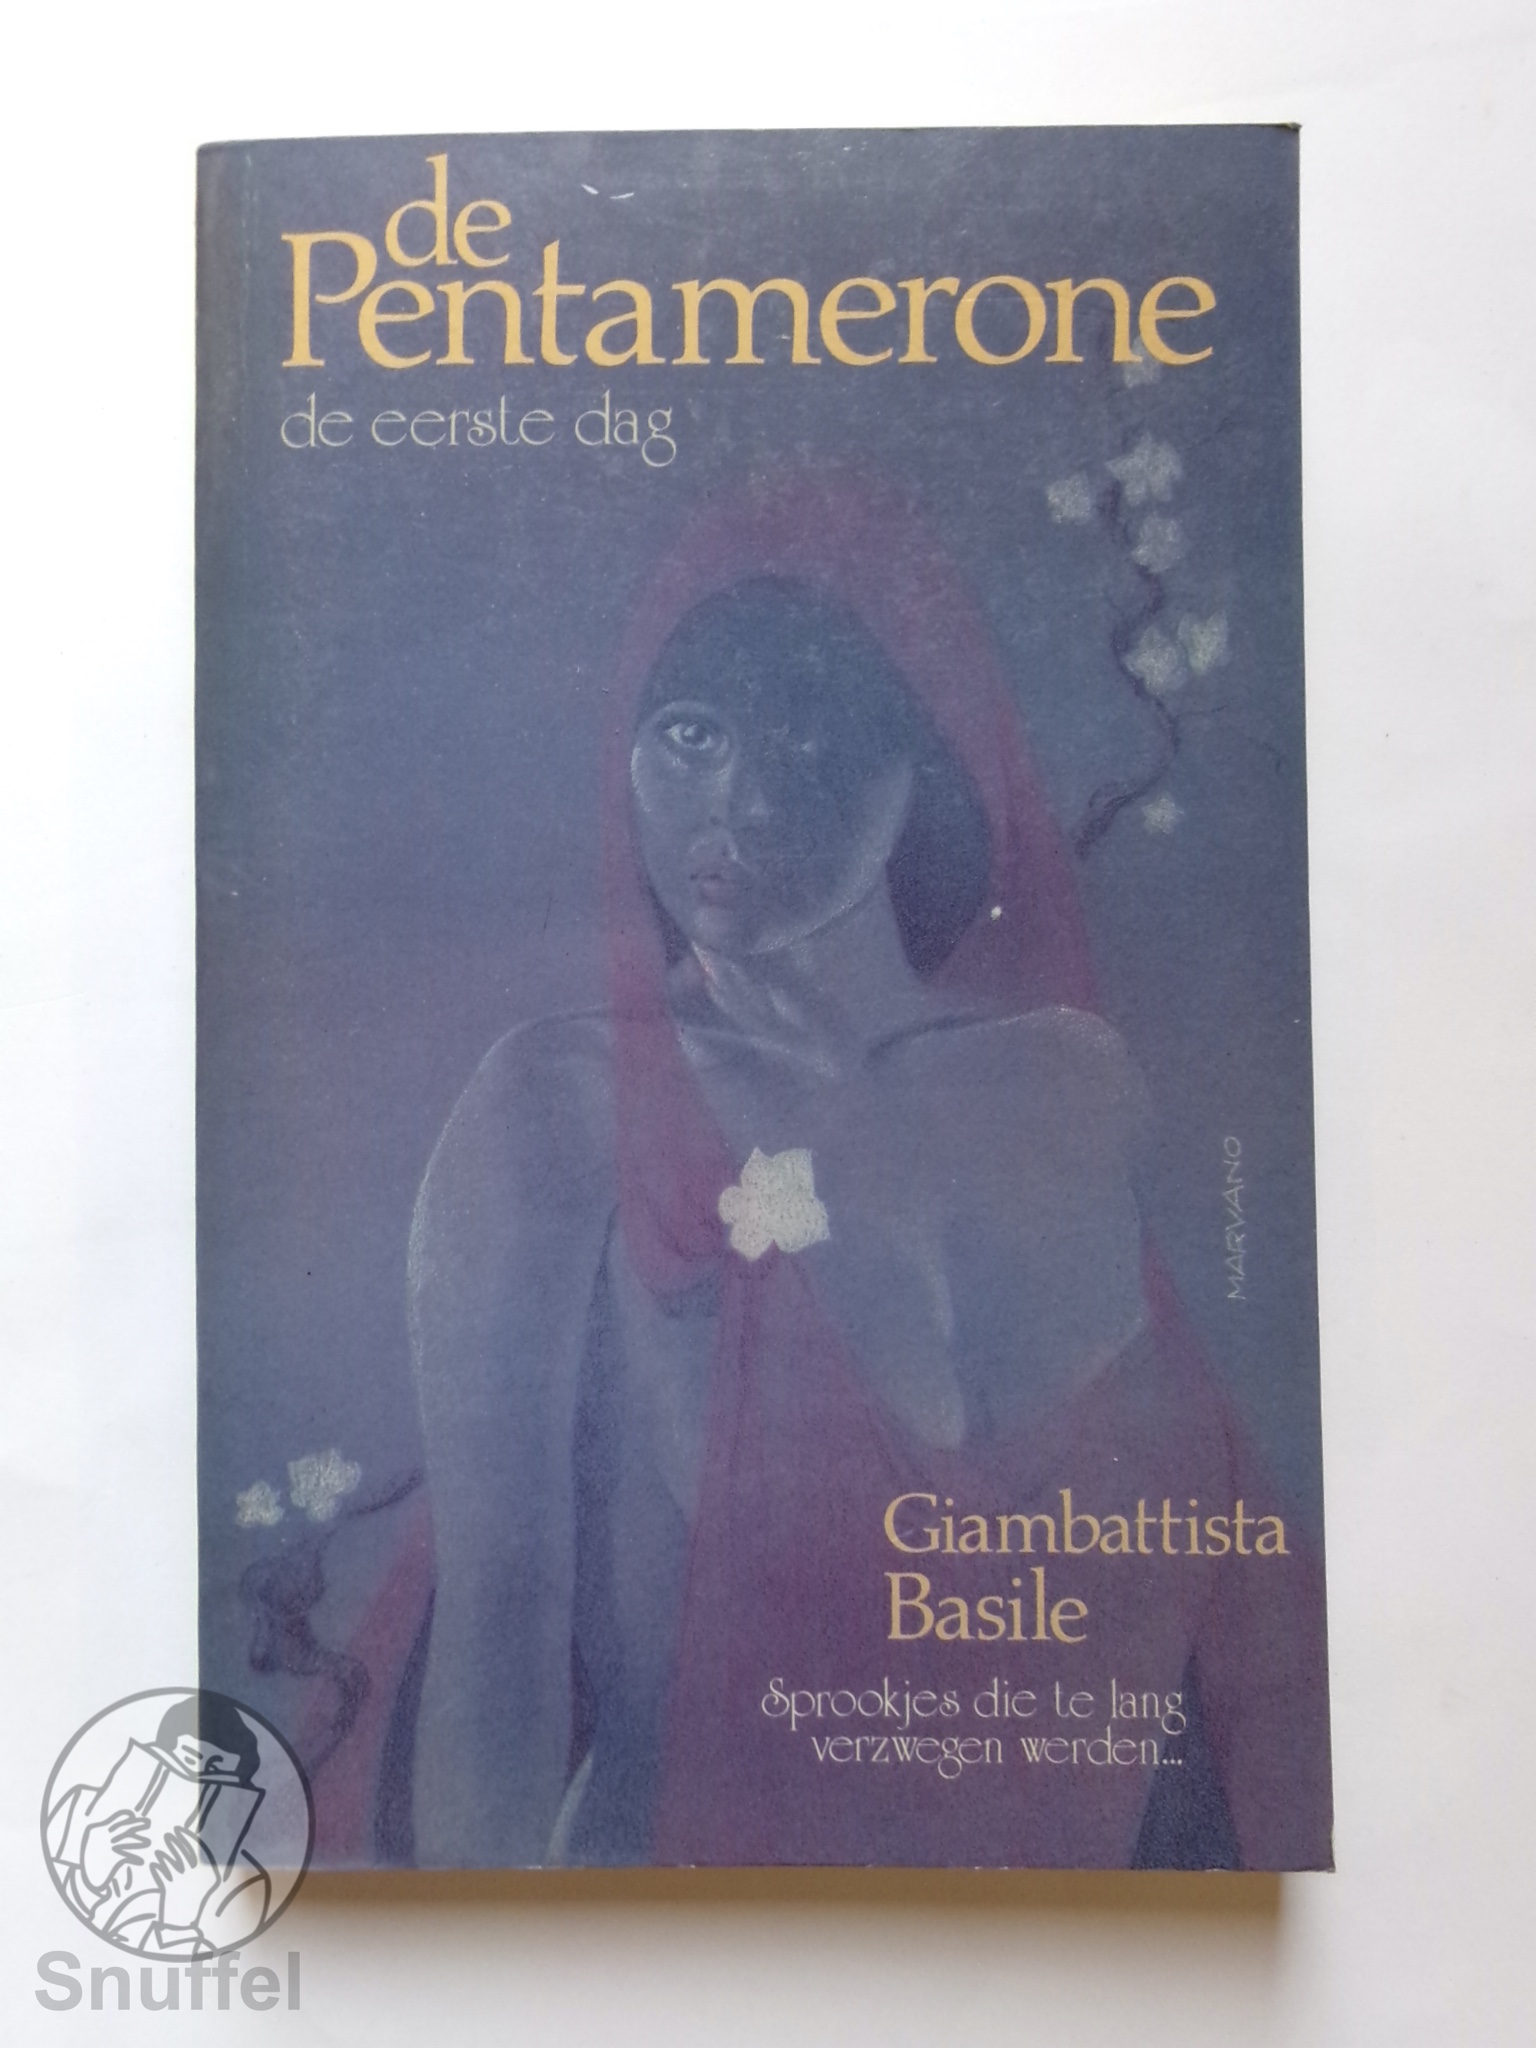 de
Pentamerone
de eerste dag
MARVANO
Giambattista
Basile
Sprookjes die te lang
verzwegen werden...
Snuffel